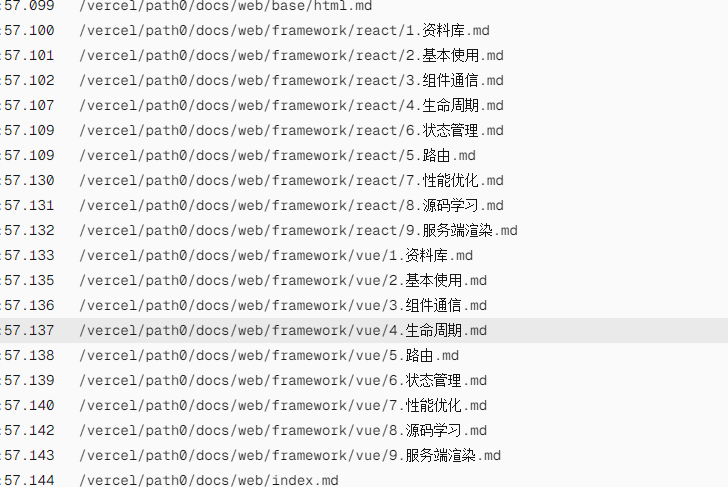 :57.099 /vercel/path0/docs/web/base/html.md
:57.100 /vercel/path0/docs/web/framework/react/1.资料库.md
:57.101 /vercel/path0/docs/web/framework/react/2.基本使用.md
:57.102 /vercel/path0/docs/web/framework/react/3.组件通信.md
:57.107 /vercel/path0/docs/web/framework/react/4.生命周期.md
:57.109 /vercel/path0/docs/web/framework/react/6.状态管理.md
:57.109 /vercel/path0/docs/web/framework/react/5.路由.md
:57.130 /vercel/path0/docs/web/framework/react/7.性能优化.md
:57.131 /vercel/path0/docs/web/framework/react/8.源码学习.md
:57.132 /vercel/path0/docs/web/framework/react/9.服务端渲染.md
:57.133 /vercel/path0/docs/web/framework/vue/1.资料库.md
:57.135 /vercel/path0/docs/web/framework/vue/2.基本使用.md
:57.136 /vercel/path0/docs/web/framework/vue/3.组件通信.md
:57.137 /vercel/path0/docs/web/framework/vue/4.生命周期.md
:57.138 /vercel/path0/docs/web/framework/vue/5.路由.md
:57.139 /vercel/path0/docs/web/framework/vue/6.状态管理.md
:57.140 /vercel/path0/docs/web/framework/vue/7.性能优化.md
:57.142 /vercel/path0/docs/web/framework/vue/8.源码学习.md
:57.143 /vercel/path0/docs/web/framework/vue/9.服务端渲染.md
:57.144 /vercel/path0/docs/web/index.md